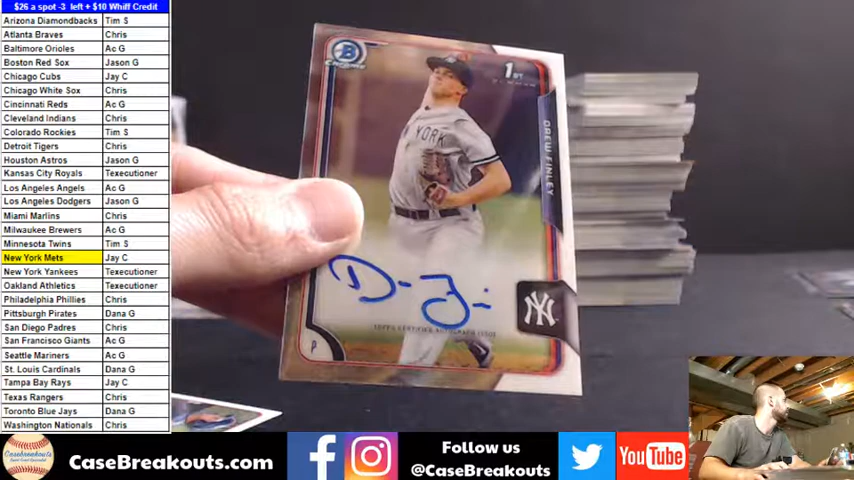 $26 a spot -3 left + $10 Whiff Credit
Arizona Diamondbacks Tim S
Atlanta Braves Chris
Baltimore Orioles Ac G
Boston Red Sox Jason G
Chicago Cubs Jay C
Chicago White Sox Chris
Cincinnati Reds Ac G
Cleveland Indians Chris
Colorado Rockies Tim S
Detroit Tigers Chris
Houston Astros Jason G
Kansas City Royals Texecutioner
Los Angeles Angels Ac G
Los Angeles Dodgers Jason G
Miami Marlins Chris
Milwaukee Brewers Ac G
Minnesota Twins Tim S
New York Mets Jay C
New York Yankees Texecutioner
Oakland Athletics Texecutioner
Philadelphia Phillies Chris
Pittsburgh Pirates Dana G
San Diego Padres Chris
San Francisco Giants Ac G
Seattle Mariners Ac G
St. Louis Cardinals Dana G
Tampa Bay Rays Jay C
Texas Rangers Chris
Toronto Blue Jays Dana G
Washington Nationals Chris
B
CHROME
1ST
DREW FINLEY
NEW YORK
TOPPS CERTIFIED AUTOGRAPH ISSUE
P
NY
Casebreakouts
CaseBreakouts.com
Follow us
@CaseBreakouts
YouTube